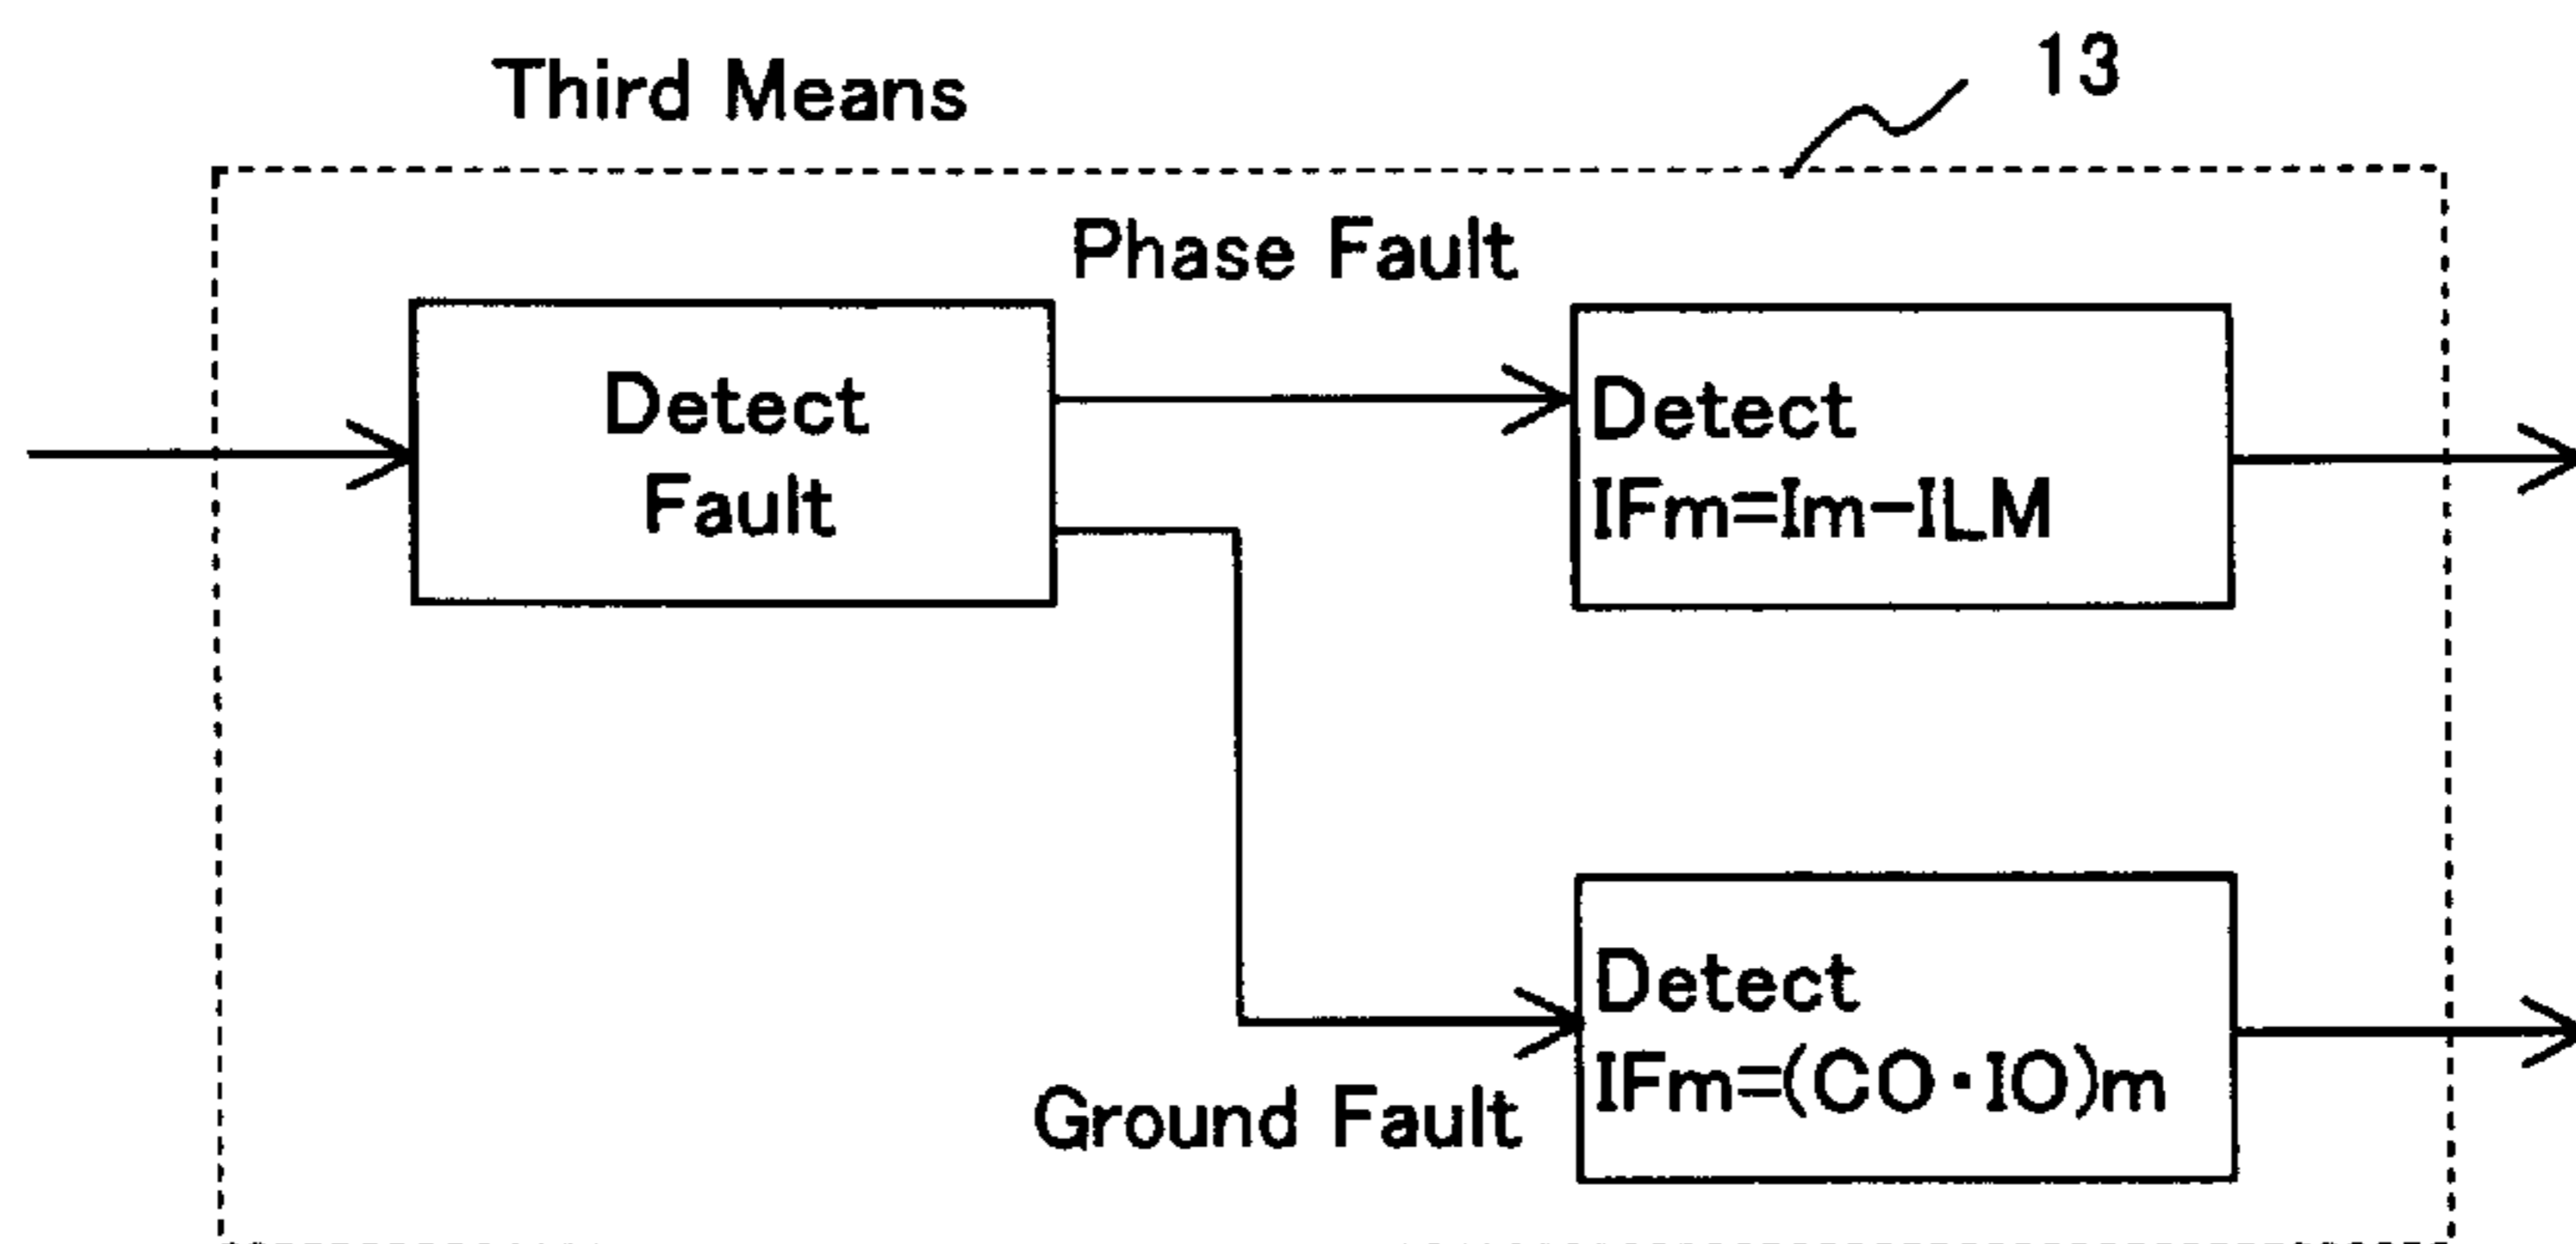 Third Means
13
Phase Fault
Detect
Fault
Detect
IFm=Im-ILM
Detect
IFm=(CO·IO)m
Ground Fault